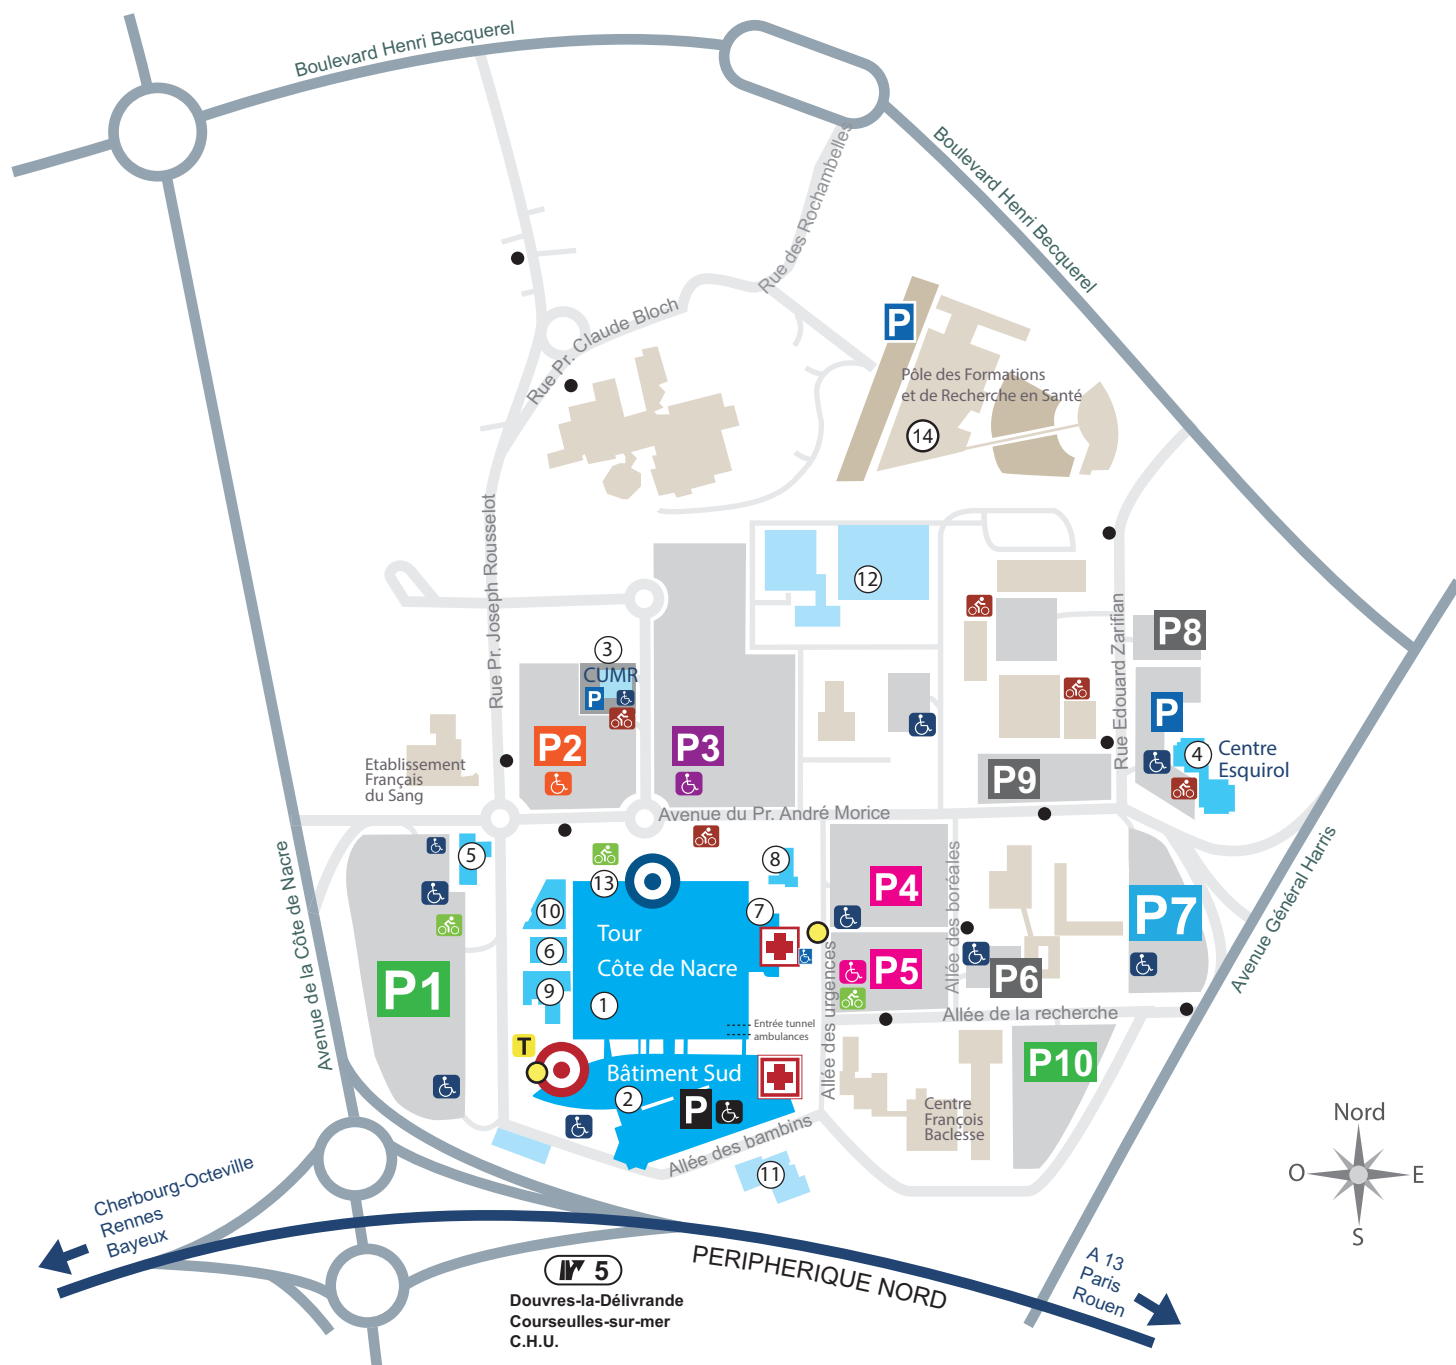 Boulevard Henri Becquerel
Boulevard Henri Becquerel
Rue des Rochambelles
Rue Pr. Claude Bloch
P
Pôle des Formations
et de Recherche en Santé
14
Rue Pr. Joseph Rousselot
12
Rue Edouard Zarifian
P8
3
CUMR
P
P2
P3
P
4
Centre
Esquirol
Etablissement
Français
du Sang
P9
Avenue du Pr. André Morice
Avenue de la Côte de Nacre
Avenue Général Harris
5
8
13
10
7
P4
Allée des boréales
P7
Tour
Côte de Nacre
6
9
1
P1
P5
P6
Allée des urgences
Allée de la recherche
Entrée tunnel
ambulances
T
Bâtiment Sud
2
P
P10
Centre
François
Baclesse
Allée des bambins
11
Nord
O
E
S
Cherbourg-Octeville
Rennes
Bayeux
PERIPHERIQUE NORD
A 13
Paris
Rouen
5
Douvres-la-Délivrande
Courseulles-sur-mer
C.H.U.